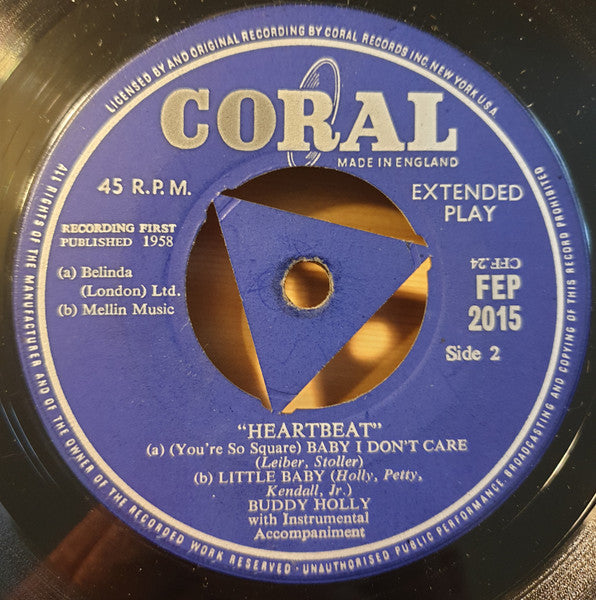 LICENSED BY AND ORIGINAL RECORDING BY CORAL RECORDS INC. NEW YORK USA
CORAL
MADE IN ENGLAND
45 R.P.M.
EXTENDED
PLAY
RECORDING FIRST
PUBLISHED 1958
(a) Belinda
(London) Ltd.
(b) Mellin Music
CFF.24
FEP
2015
Side 2
"HEARTBEAT"
(a) (You're So Square) BABY I DON'T CARE
(Leiber, Stoller)
(b) LITTLE BABY (Holly, Petty,
Kendall, Jr.)
BUDDY HOLLY
with Instrumental
Accompaniment
ALL RIGHTS OF THE MANUFACTURER AND OF THE OWNER OF THE RECORDED WORK RESERVED · UNAUTHORISED PUBLIC PERFORMANCE BROADCASTING AND COPYING OF THIS RECORD PROHIBITED